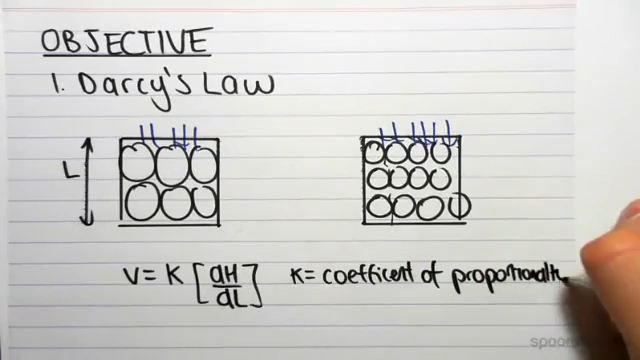 OBJECTIVE
1. Darcy's Law
L
V = K [dH/dL] K = coefficent of proportionality